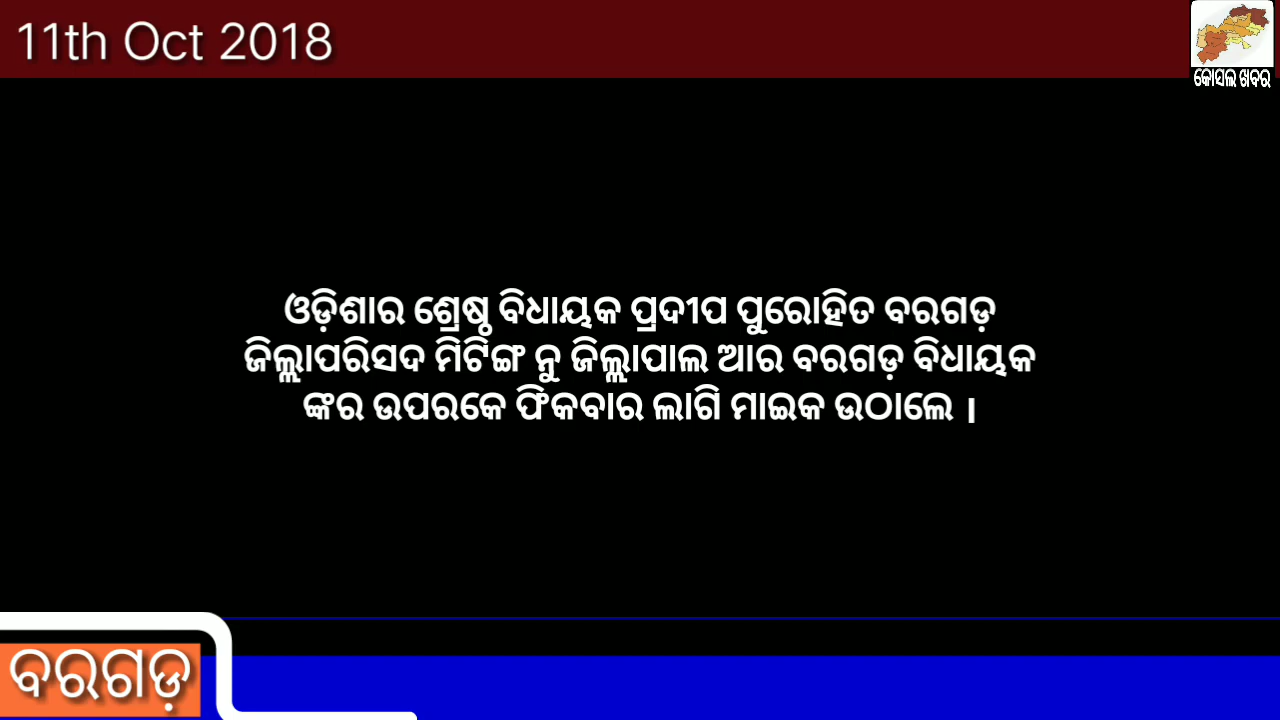 11th Oct 2018
କୋସଲ ଖବର
ଓଡ଼ିଶାର ଶ୍ରେଷ୍ଠ ବିଧାୟକ ପ୍ରଦୀପ ପୁରୋହିତ ବରଗଡ଼
ଜିଲ୍ଲାପରିସଦ ମିଟିଙ୍ଗ ନୁ ଜିଲ୍ଲାପାଲ ଆର ବରଗଡ଼ ବିଧାୟକ
ଙ୍କର ଉପରକେ ଫିକବାର ଲାଗି ମାଇକ ଉଠାଲେ ।
ବରଗଡ଼